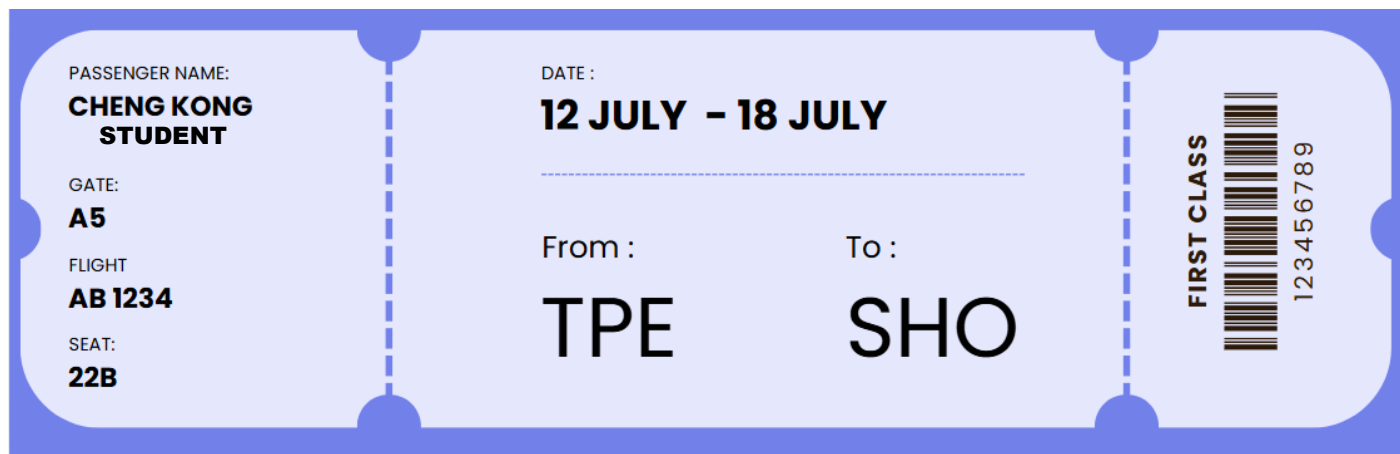 PASSENGER NAME:
CHENG KONG
STUDENT
GATE:
A5
FLIGHT
AB 1234
SEAT:
22B
DATE :
12 JULY - 18 JULY
From :
To :
TPE
SHO
FIRST CLASS
123456789